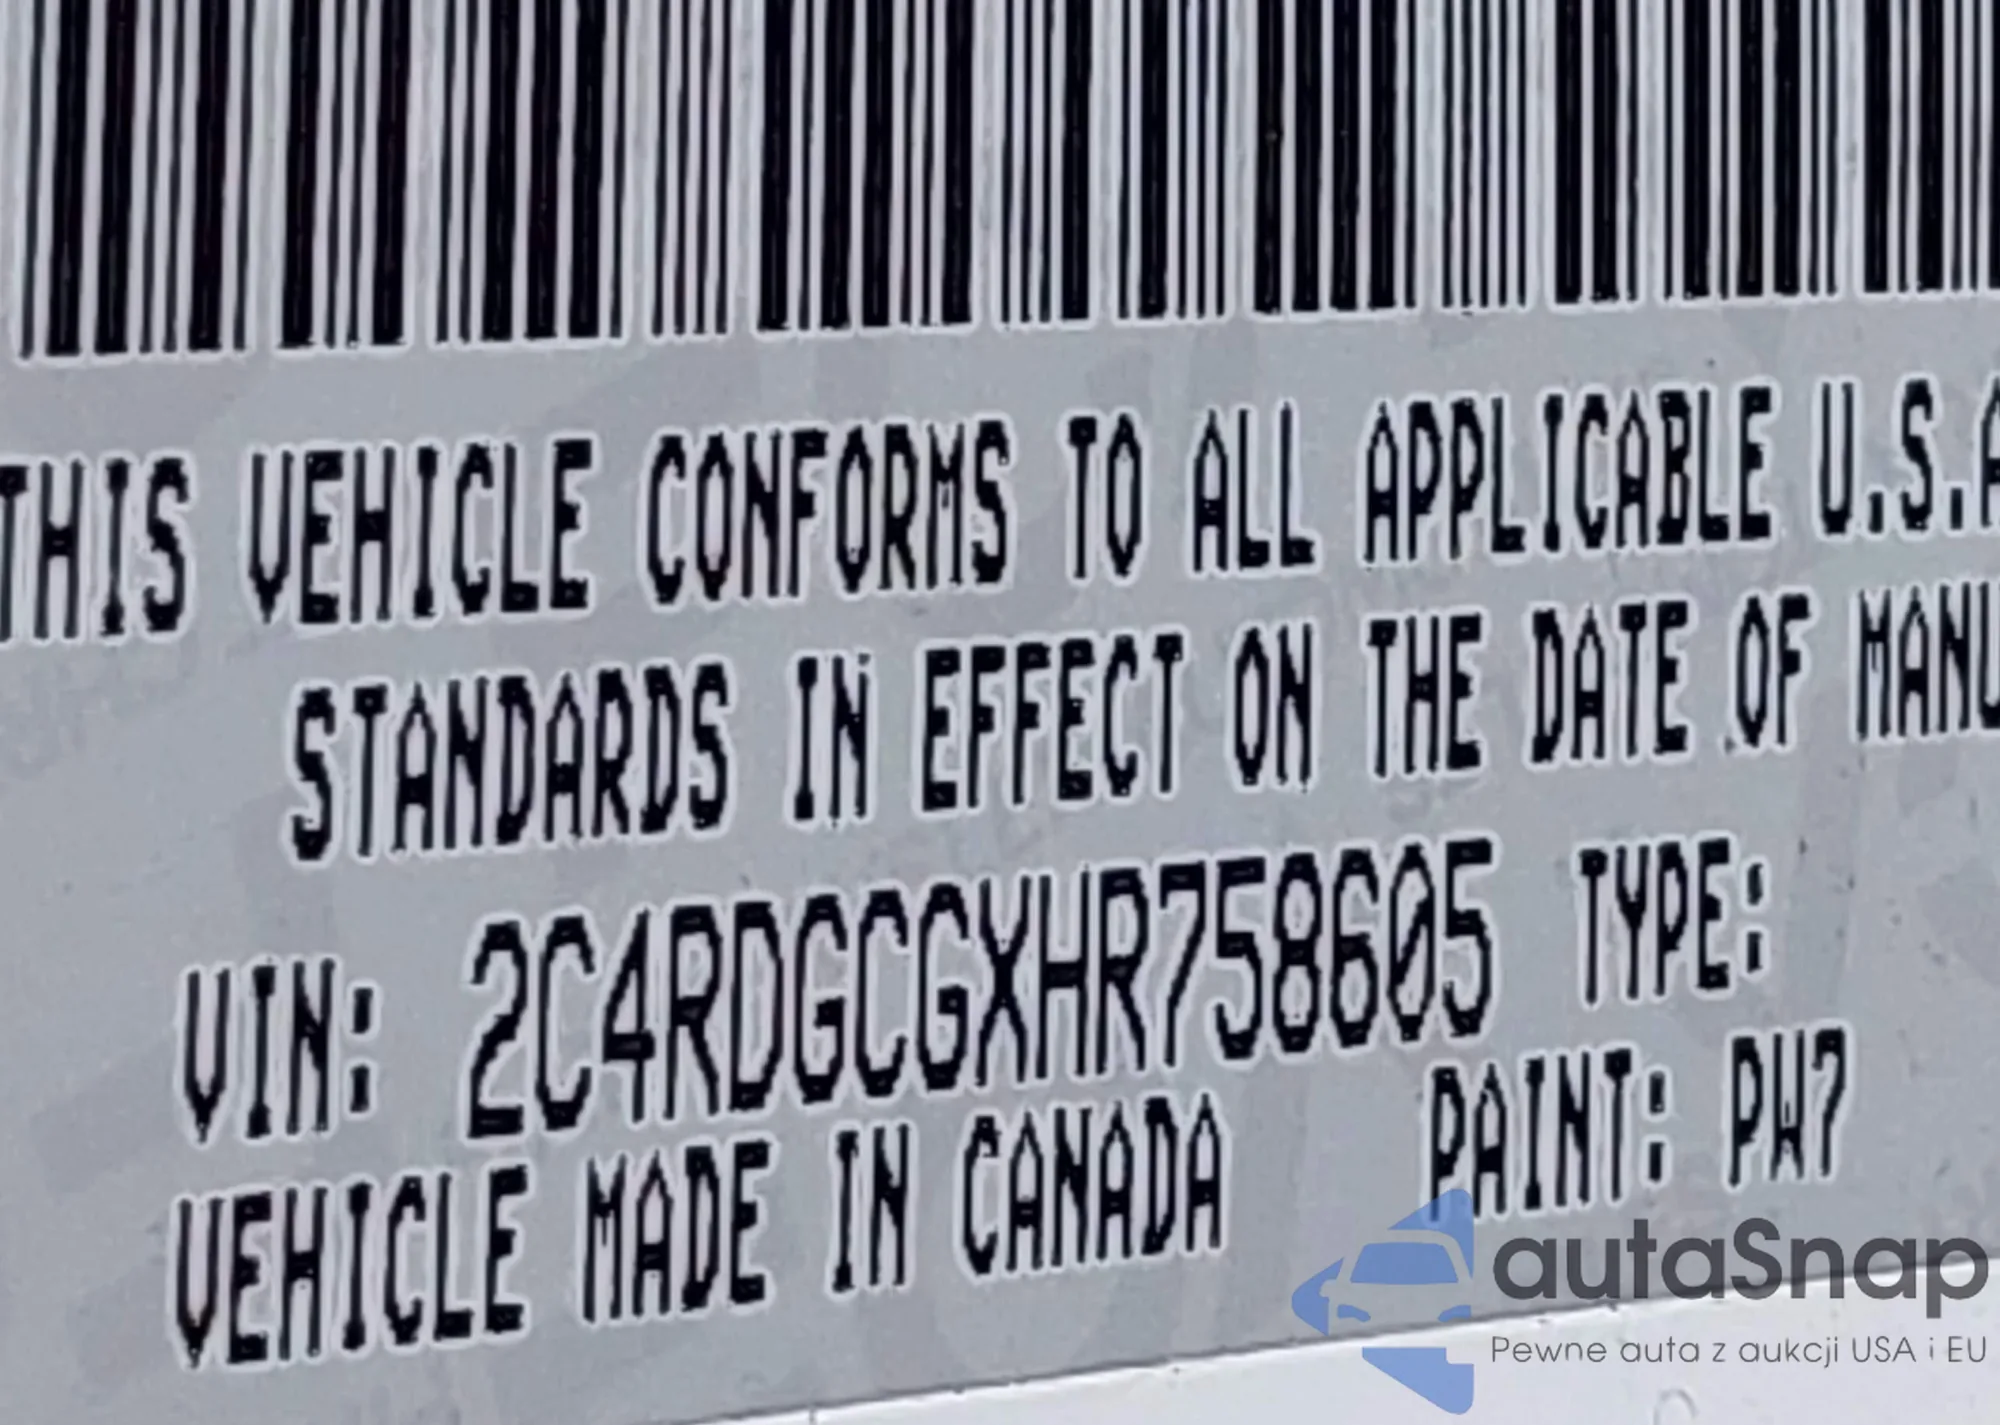 THIS VEHICLE CONFORMS TO ALL APPLICABLE U.S.A
STANDARDS IN EFFECT ON THE DATE OF MANU
VIN: 2C4RDGCGXHR758605 TYPE:
VEHICLE MADE IN CANADA PAINT: PW7
autaSnap
Pewne auta z aukcji USA i EU